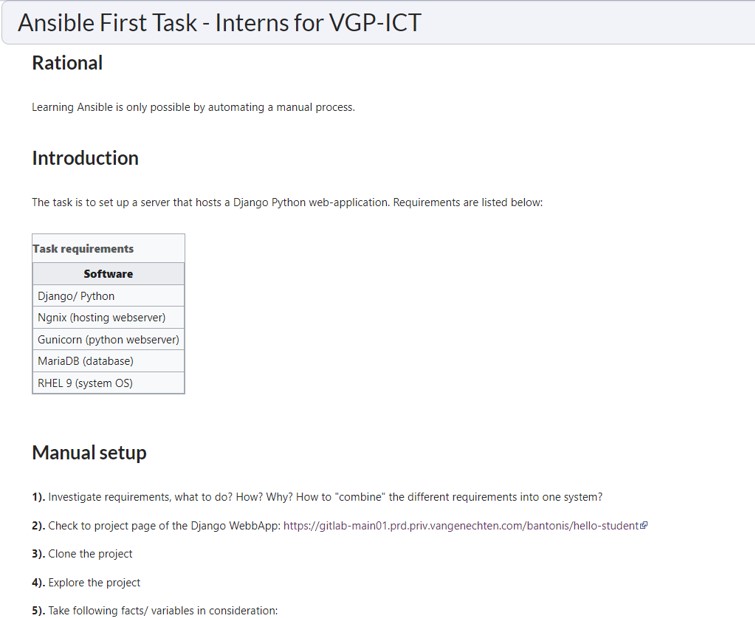 Ansible First Task - Interns for VGP-ICT
Rational
Learning Ansible is only possible by automating a manual process.
Introduction
The task is to set up a server that hosts a Django Python web-application. Requirements are listed below:
Task requirements
Software
Django/ Python
Ngnix (hosting webserver)
Gunicorn (python webserver)
MariaDB (database)
RHEL 9 (system OS)
Manual setup
1). Investigate requirements, what to do? How? Why? How to "combine" the different requirements into one system?
2). Check to project page of the Django WebbApp: https://gitlab-main01.prd.priv.vangenechten.com/bantonis/hello-student
3). Clone the project
4). Explore the project
5). Take following facts/ variables in consideration: